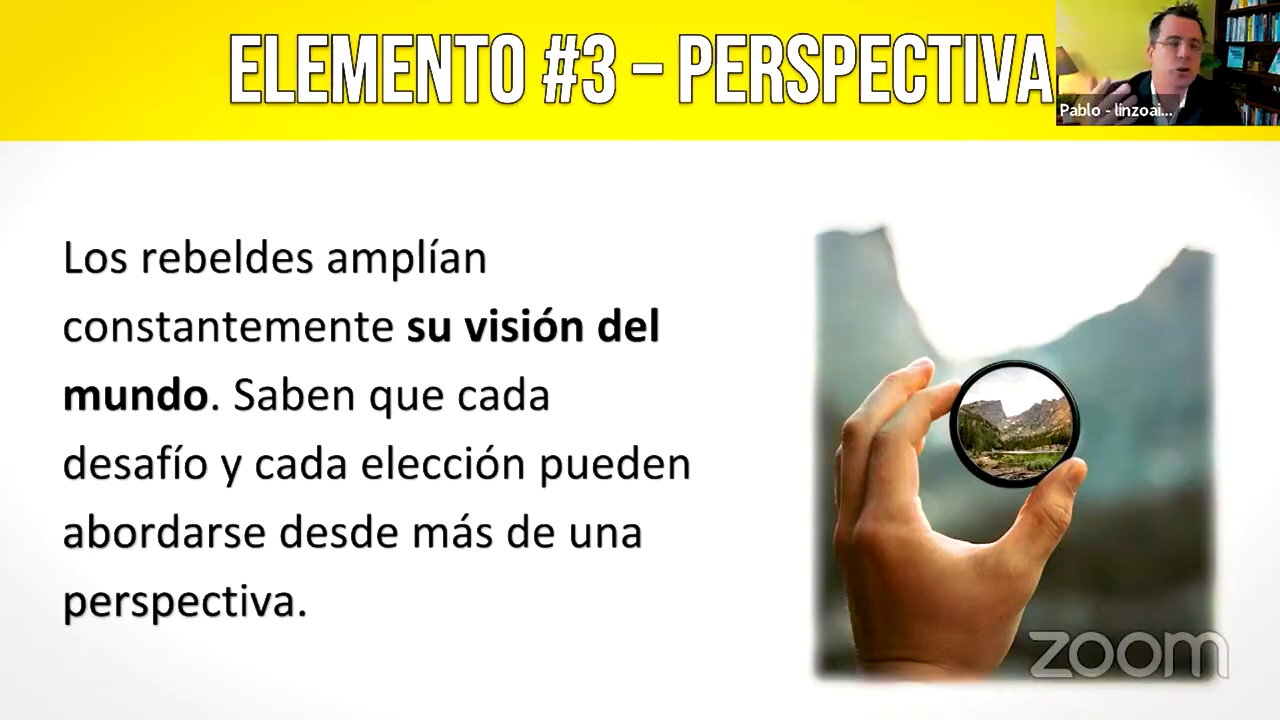 ELEMENTO #3 – PERSPECTIVA
Pablo - linzoai...
Los rebeldes amplían
constantemente su visión del
mundo. Saben que cada
desafío y cada elección pueden
abordarse desde más de una
perspectiva.
zoom